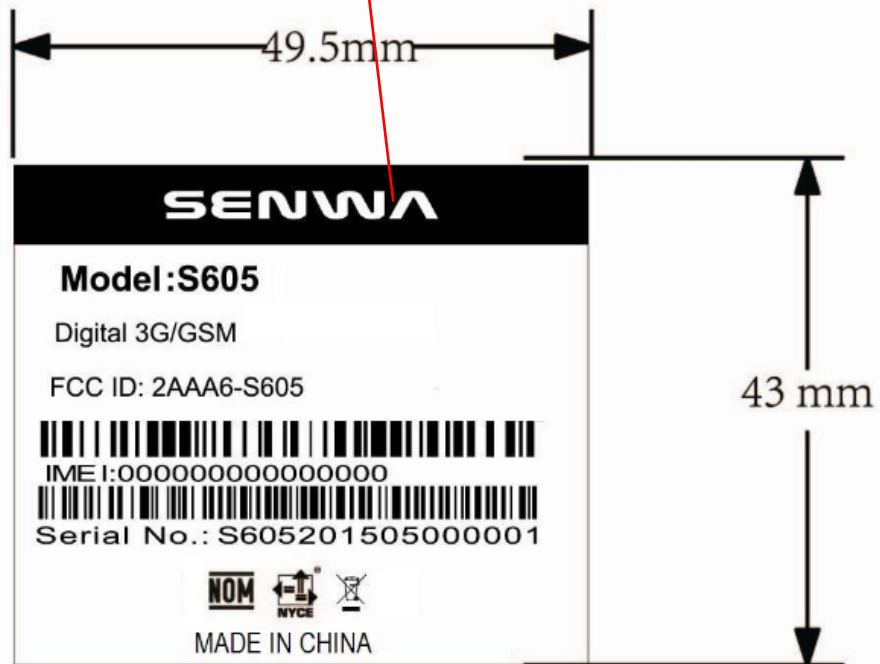 49.5mm
SENWA
Model:S605
Digital 3G/GSM
FCC ID: 2AAA6-S605
43 mm
IMEI:000000000000000
Serial No.: S605201505000001
NOM
NYCE
MADE IN CHINA